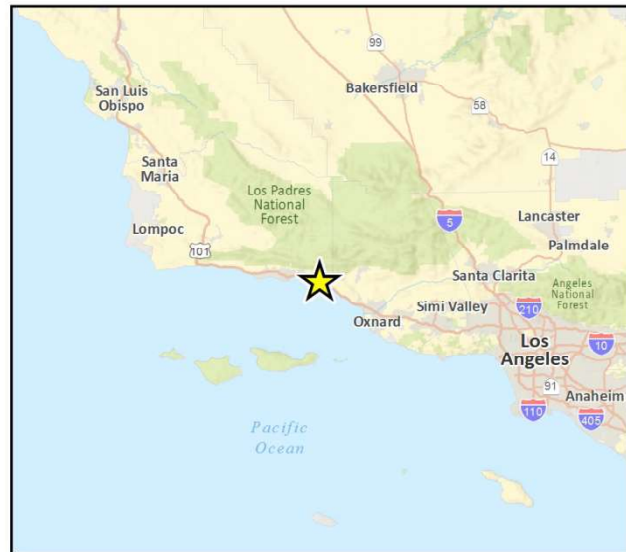 99
Bakersfield
San Luis
Obispo
58
14
Santa
Maria
Los Padres
National
Forest
5
Lancaster
Lompoc
101
Palmdale
Santa Clarita
Angeles
National
Forest
Simi Valley
210
Oxnard
Los
Angeles
10
91
Anaheim
110
405
Pacific
Ocean